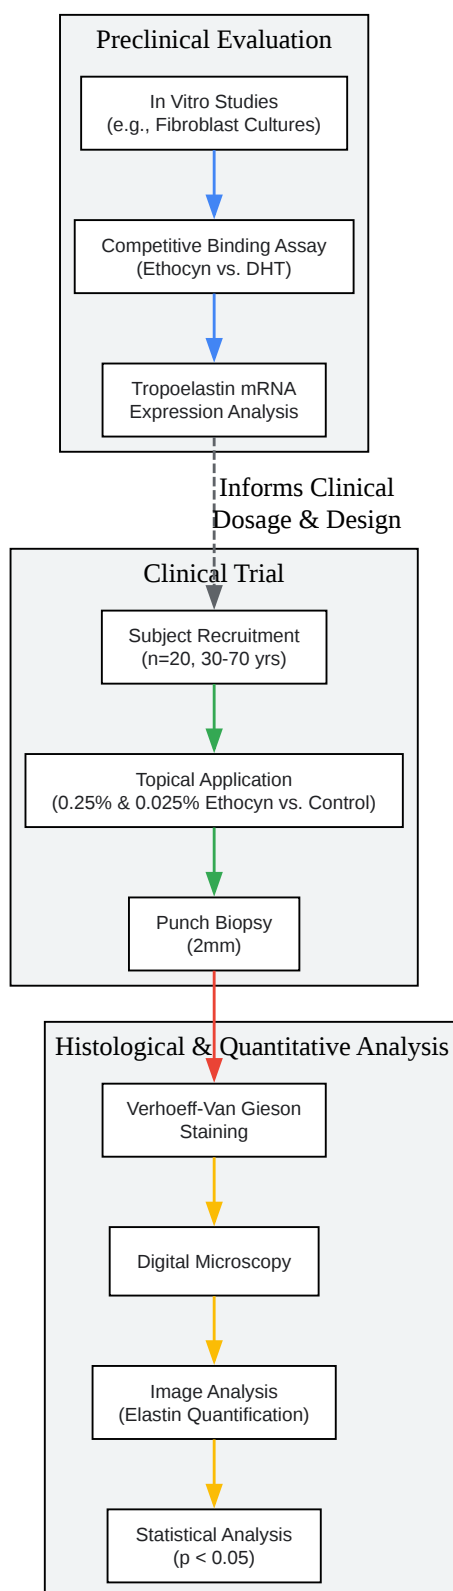 Preclinical Evaluation
In Vitro Studies
(e.g., Fibroblast Cultures)
Competitive Binding Assay
(Ethocyn vs. DHT)
Tropoelastin mRNA
Expression Analysis
Informs Clinical
Dosage & Design
Clinical Trial
Subject Recruitment
(n=20, 30-70 yrs)
Topical Application
(0.25% & 0.025% Ethocyn vs. Control)
Punch Biopsy
(2mm)
Histological & Quantitative Analysis
Verhoeff-Van Gieson
Staining
Digital Microscopy
Image Analysis
(Elastin Quantification)
Statistical Analysis
(p < 0.05)